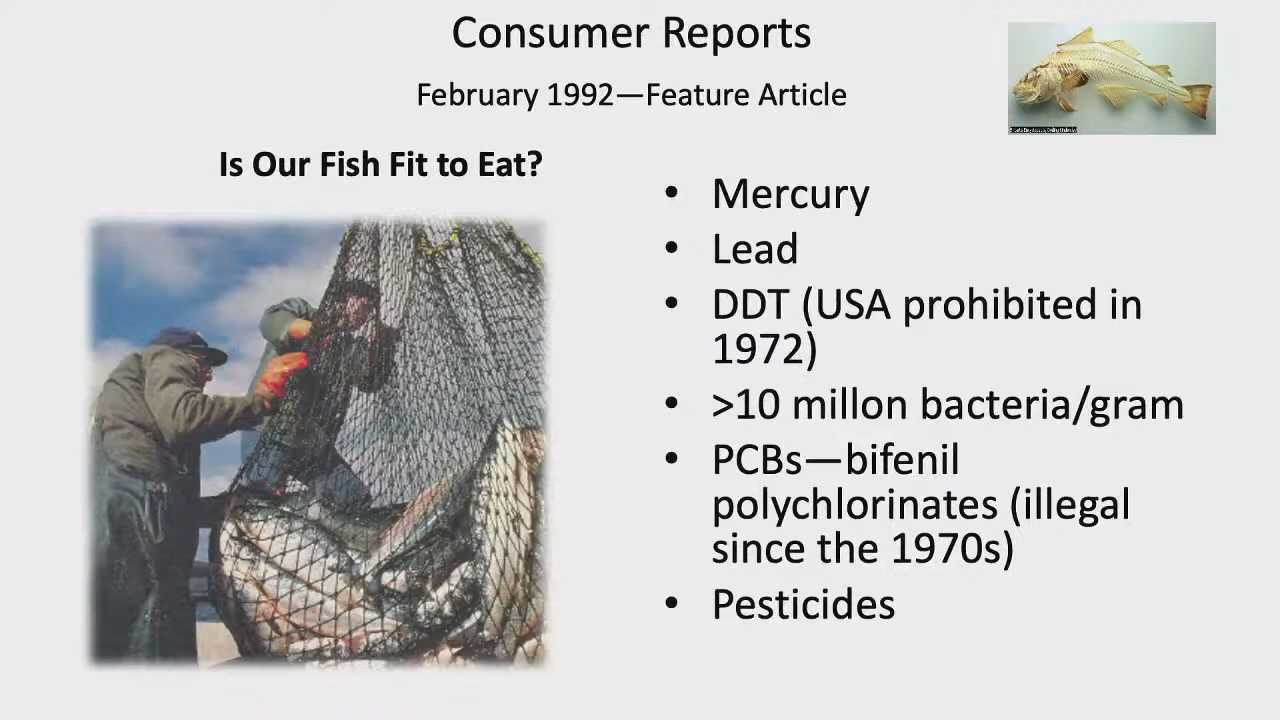 Consumer Reports
February 1992—Feature Article
Is Our Fish Fit to Eat?
• Mercury
• Lead
• DDT (USA prohibited in
1972)
• >10 millon bacteria/gram
• PCBs—bifenil
polychlorinates (illegal
since the 1970s)
• Pesticides